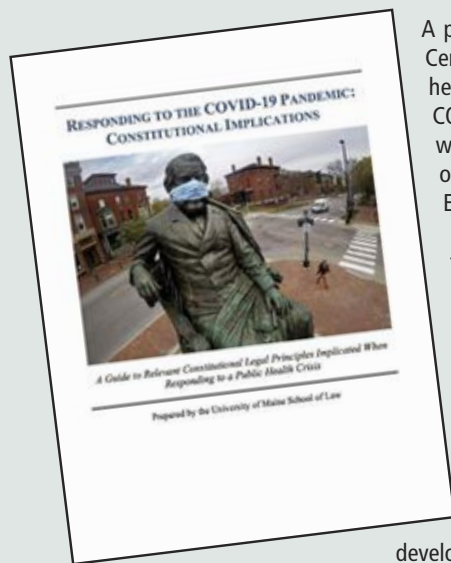 RESPONDING TO THE COVID-19 PANDEMIC:
CONSTITUTIONAL IMPLICATIONS
A Guide to Relevant Constitutional Legal Principles Implicated When
Responding to a Public Health Crisis
Prepared by the University of Maine School of Law
A p
Cer
he
CO
w
o
E
develo